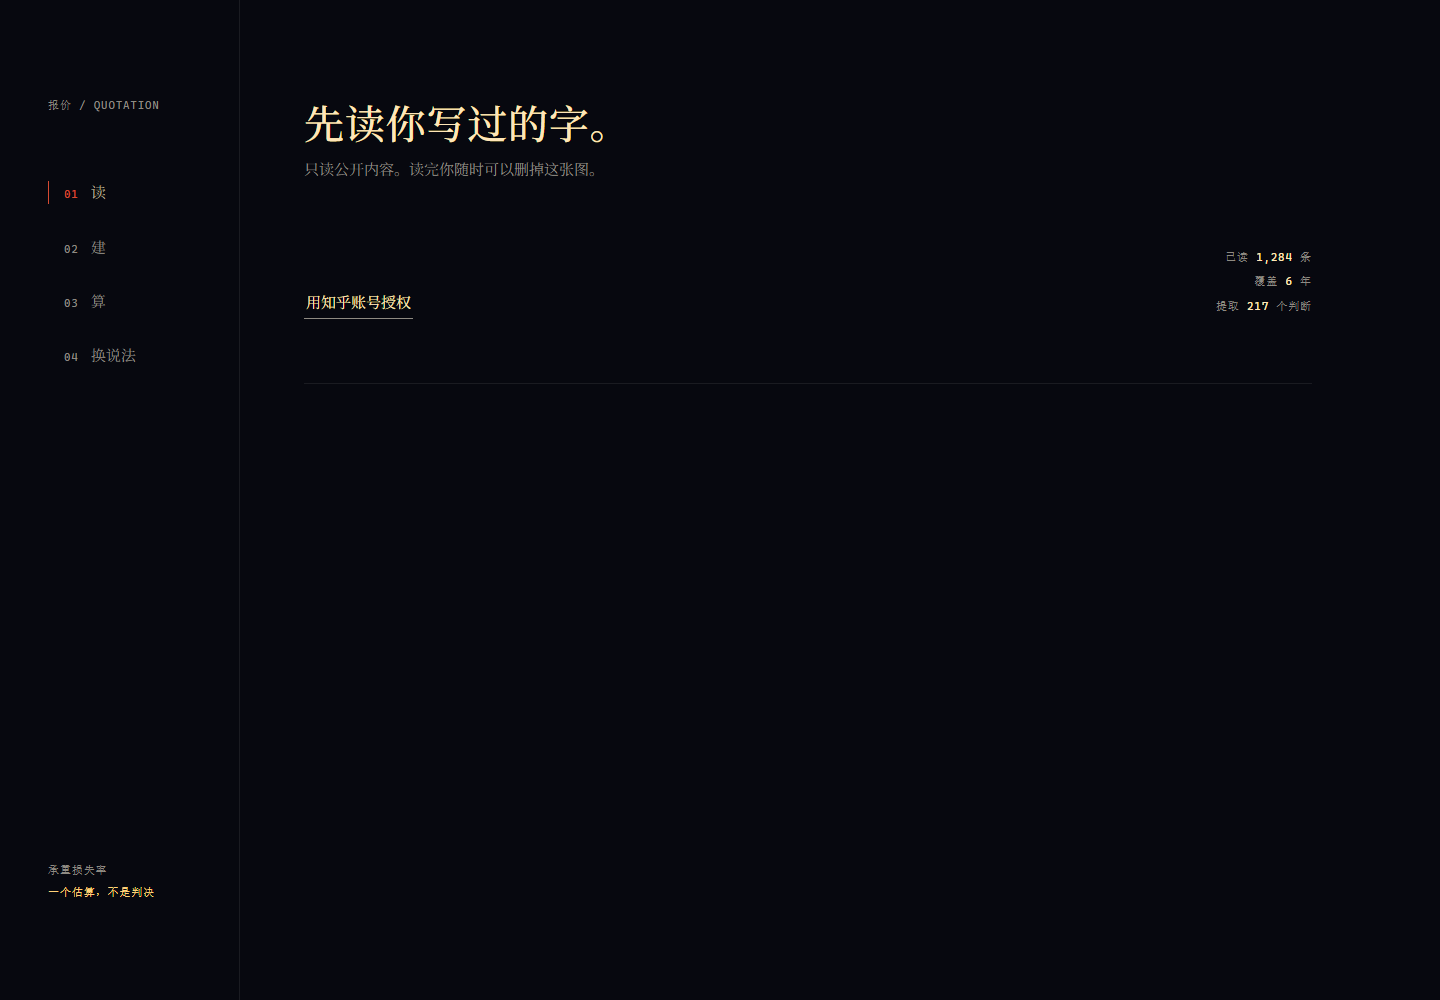 报价 / QUOTATION
01 读
02 建
03 算
04 换说法
承重损失率
一个估算，不是判决
先读你写过的字。
只读公开内容。读完你随时可以删掉这张图。
用知乎账号授权
已读 1,284 条
覆盖 6 年
提取 217 个判断